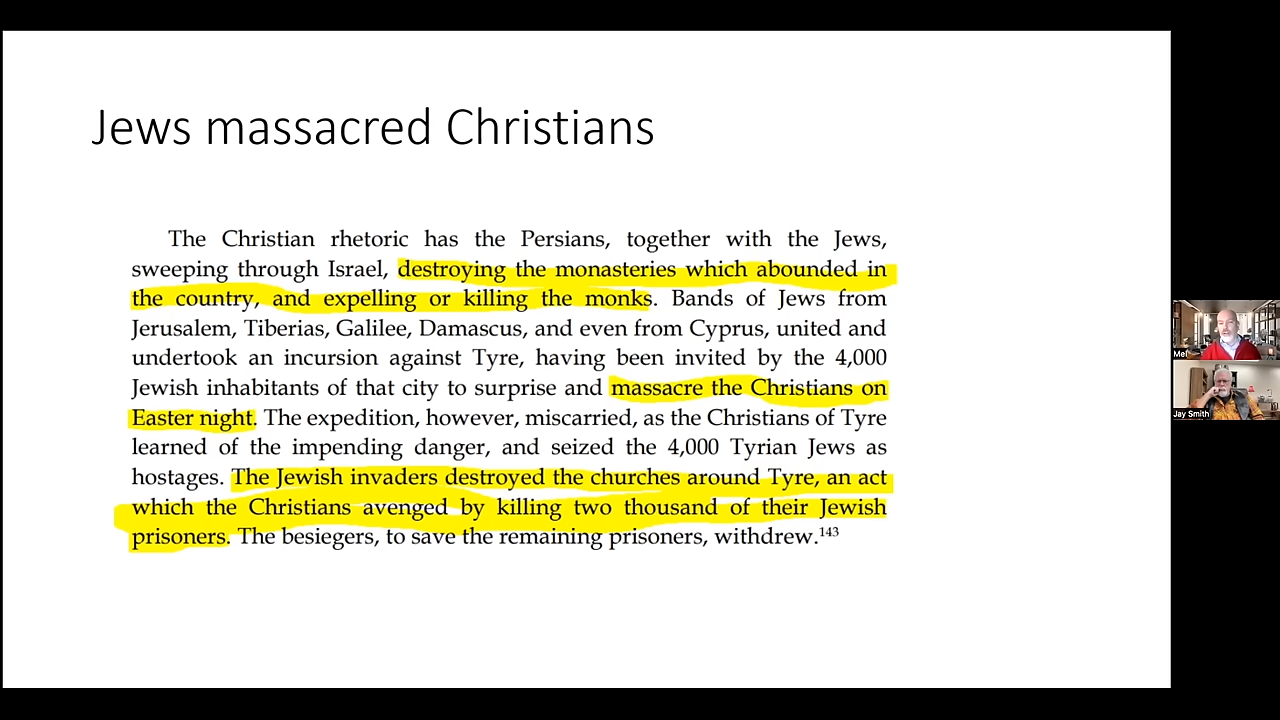 Jews massacred Christians
The Christian rhetoric has the Persians, together with the Jews,
sweeping through Israel, destroying the monasteries which abounded in
the country, and expelling or killing the monks. Bands of Jews from
Jerusalem, Tiberias, Galilee, Damascus, and even from Cyprus, united and
undertook an incursion against Tyre, having been invited by the 4,000
Jewish inhabitants of that city to surprise and massacre the Christians on
Easter night. The expedition, however, miscarried, as the Christians of Tyre
learned of the impending danger, and seized the 4,000 Tyrian Jews as
hostages. The Jewish invaders destroyed the churches around Tyre, an act
which the Christians avenged by killing two thousand of their Jewish
prisoners. The besiegers, to save the remaining prisoners, withdrew.143
Mel
Jay Smith